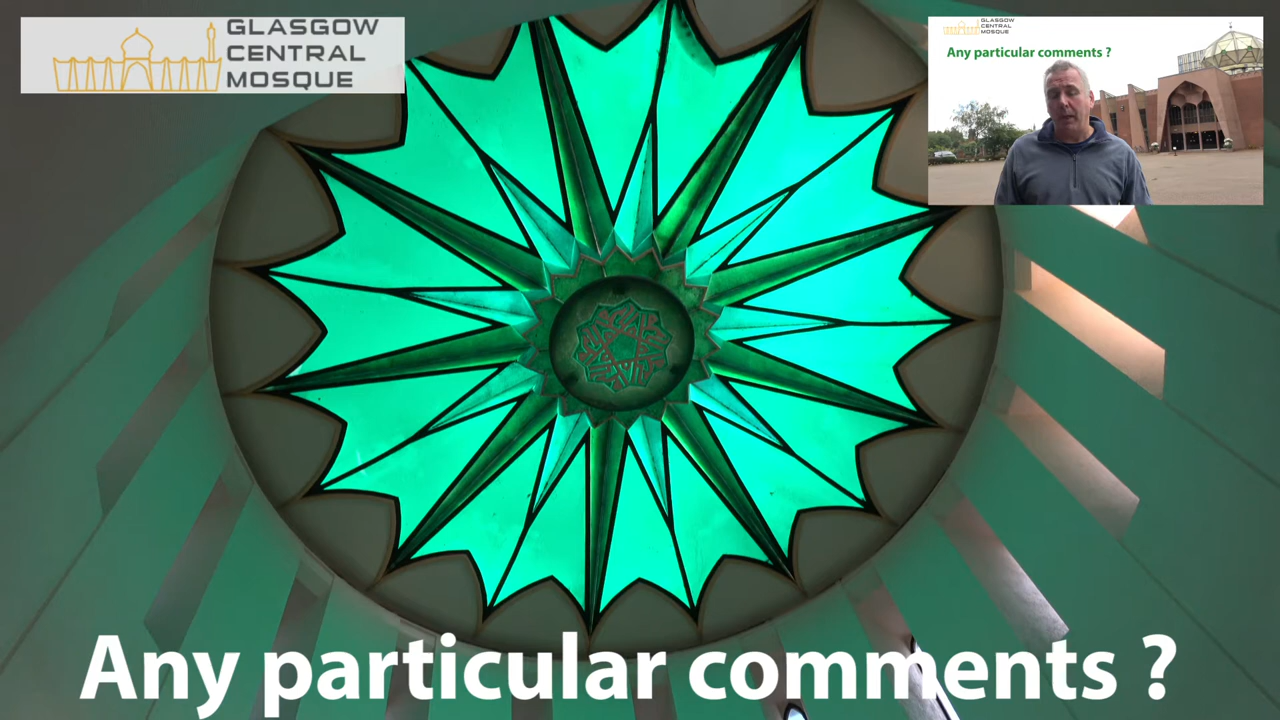 GLASGOW
CENTRAL
MOSQUE
GLASGOW
CENTRAL
MOSQUE
Any particular comments ?
Any particular comments ?